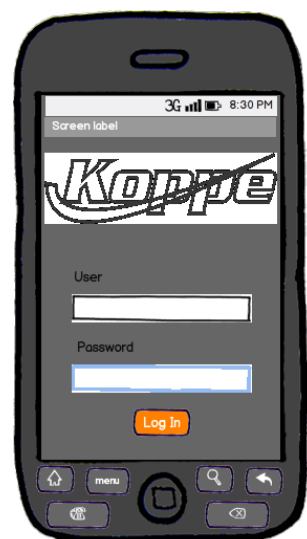 3G 8:30 PM
Screen label
Koppe
User
Password
Log In
menu